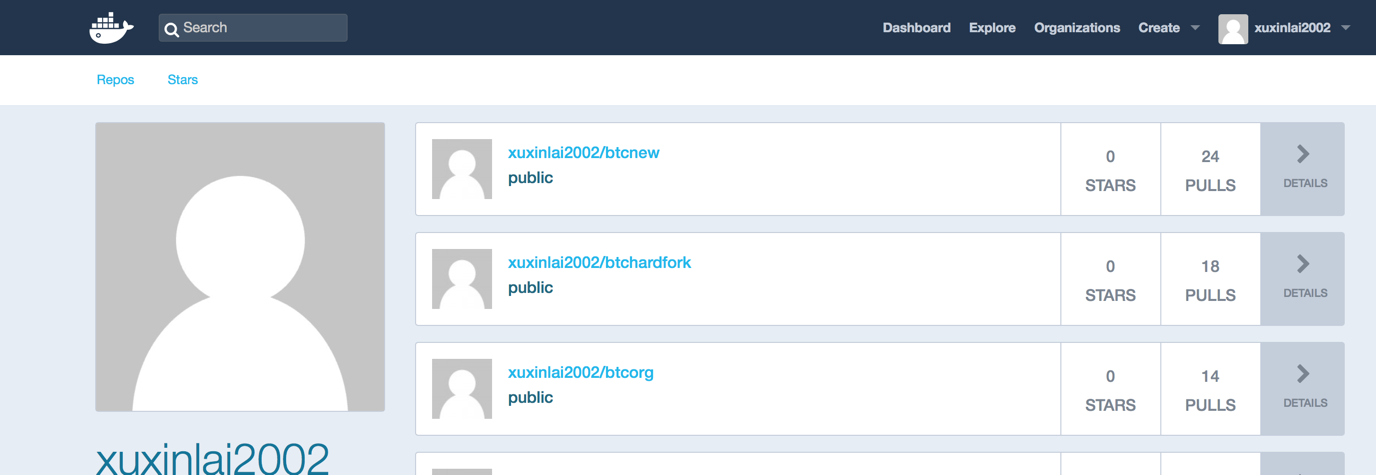 Search
Dashboard Explore Organizations Create xuxinlai2002
Repos Stars
xuxinlai2002/btcnew
public
0
STARS
24
PULLS
DETAILS
xuxinlai2002/btchardfork
public
0
STARS
18
PULLS
DETAILS
xuxinlai2002/btcorg
public
0
STARS
14
PULLS
DETAILS
xuxinlai2002